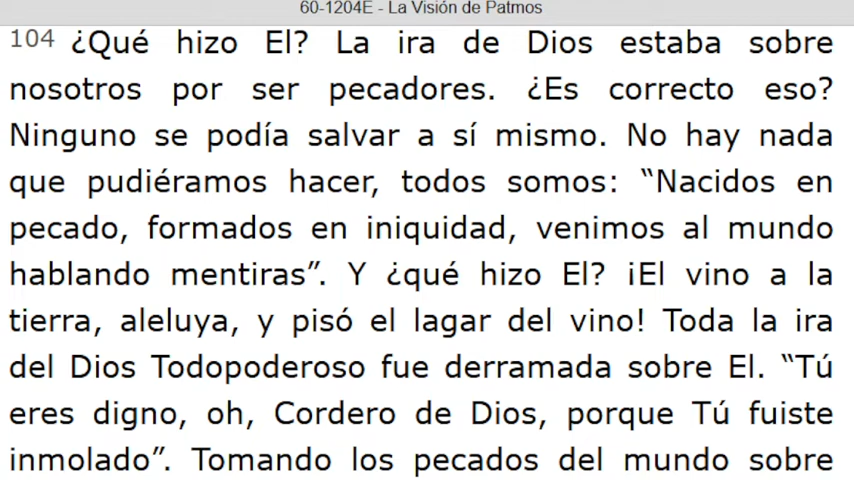 60-1204E - La Visión de Patmos
104 ¿Qué hizo El? La ira de Dios estaba sobre
nosotros por ser pecadores. ¿Es correcto eso?
Ninguno se podía salvar a sí mismo. No hay nada
que pudiéramos hacer, todos somos: “Nacidos en
pecado, formados en iniquidad, venimos al mundo
hablando mentiras”. Y ¿qué hizo El? ¡El vino a la
tierra, aleluya, y pisó el lagar del vino! Toda la ira
del Dios Todopoderoso fue derramada sobre El. “Tú
eres digno, oh, Cordero de Dios, porque Tú fuiste
inmolado”. Tomando los pecados del mundo sobre